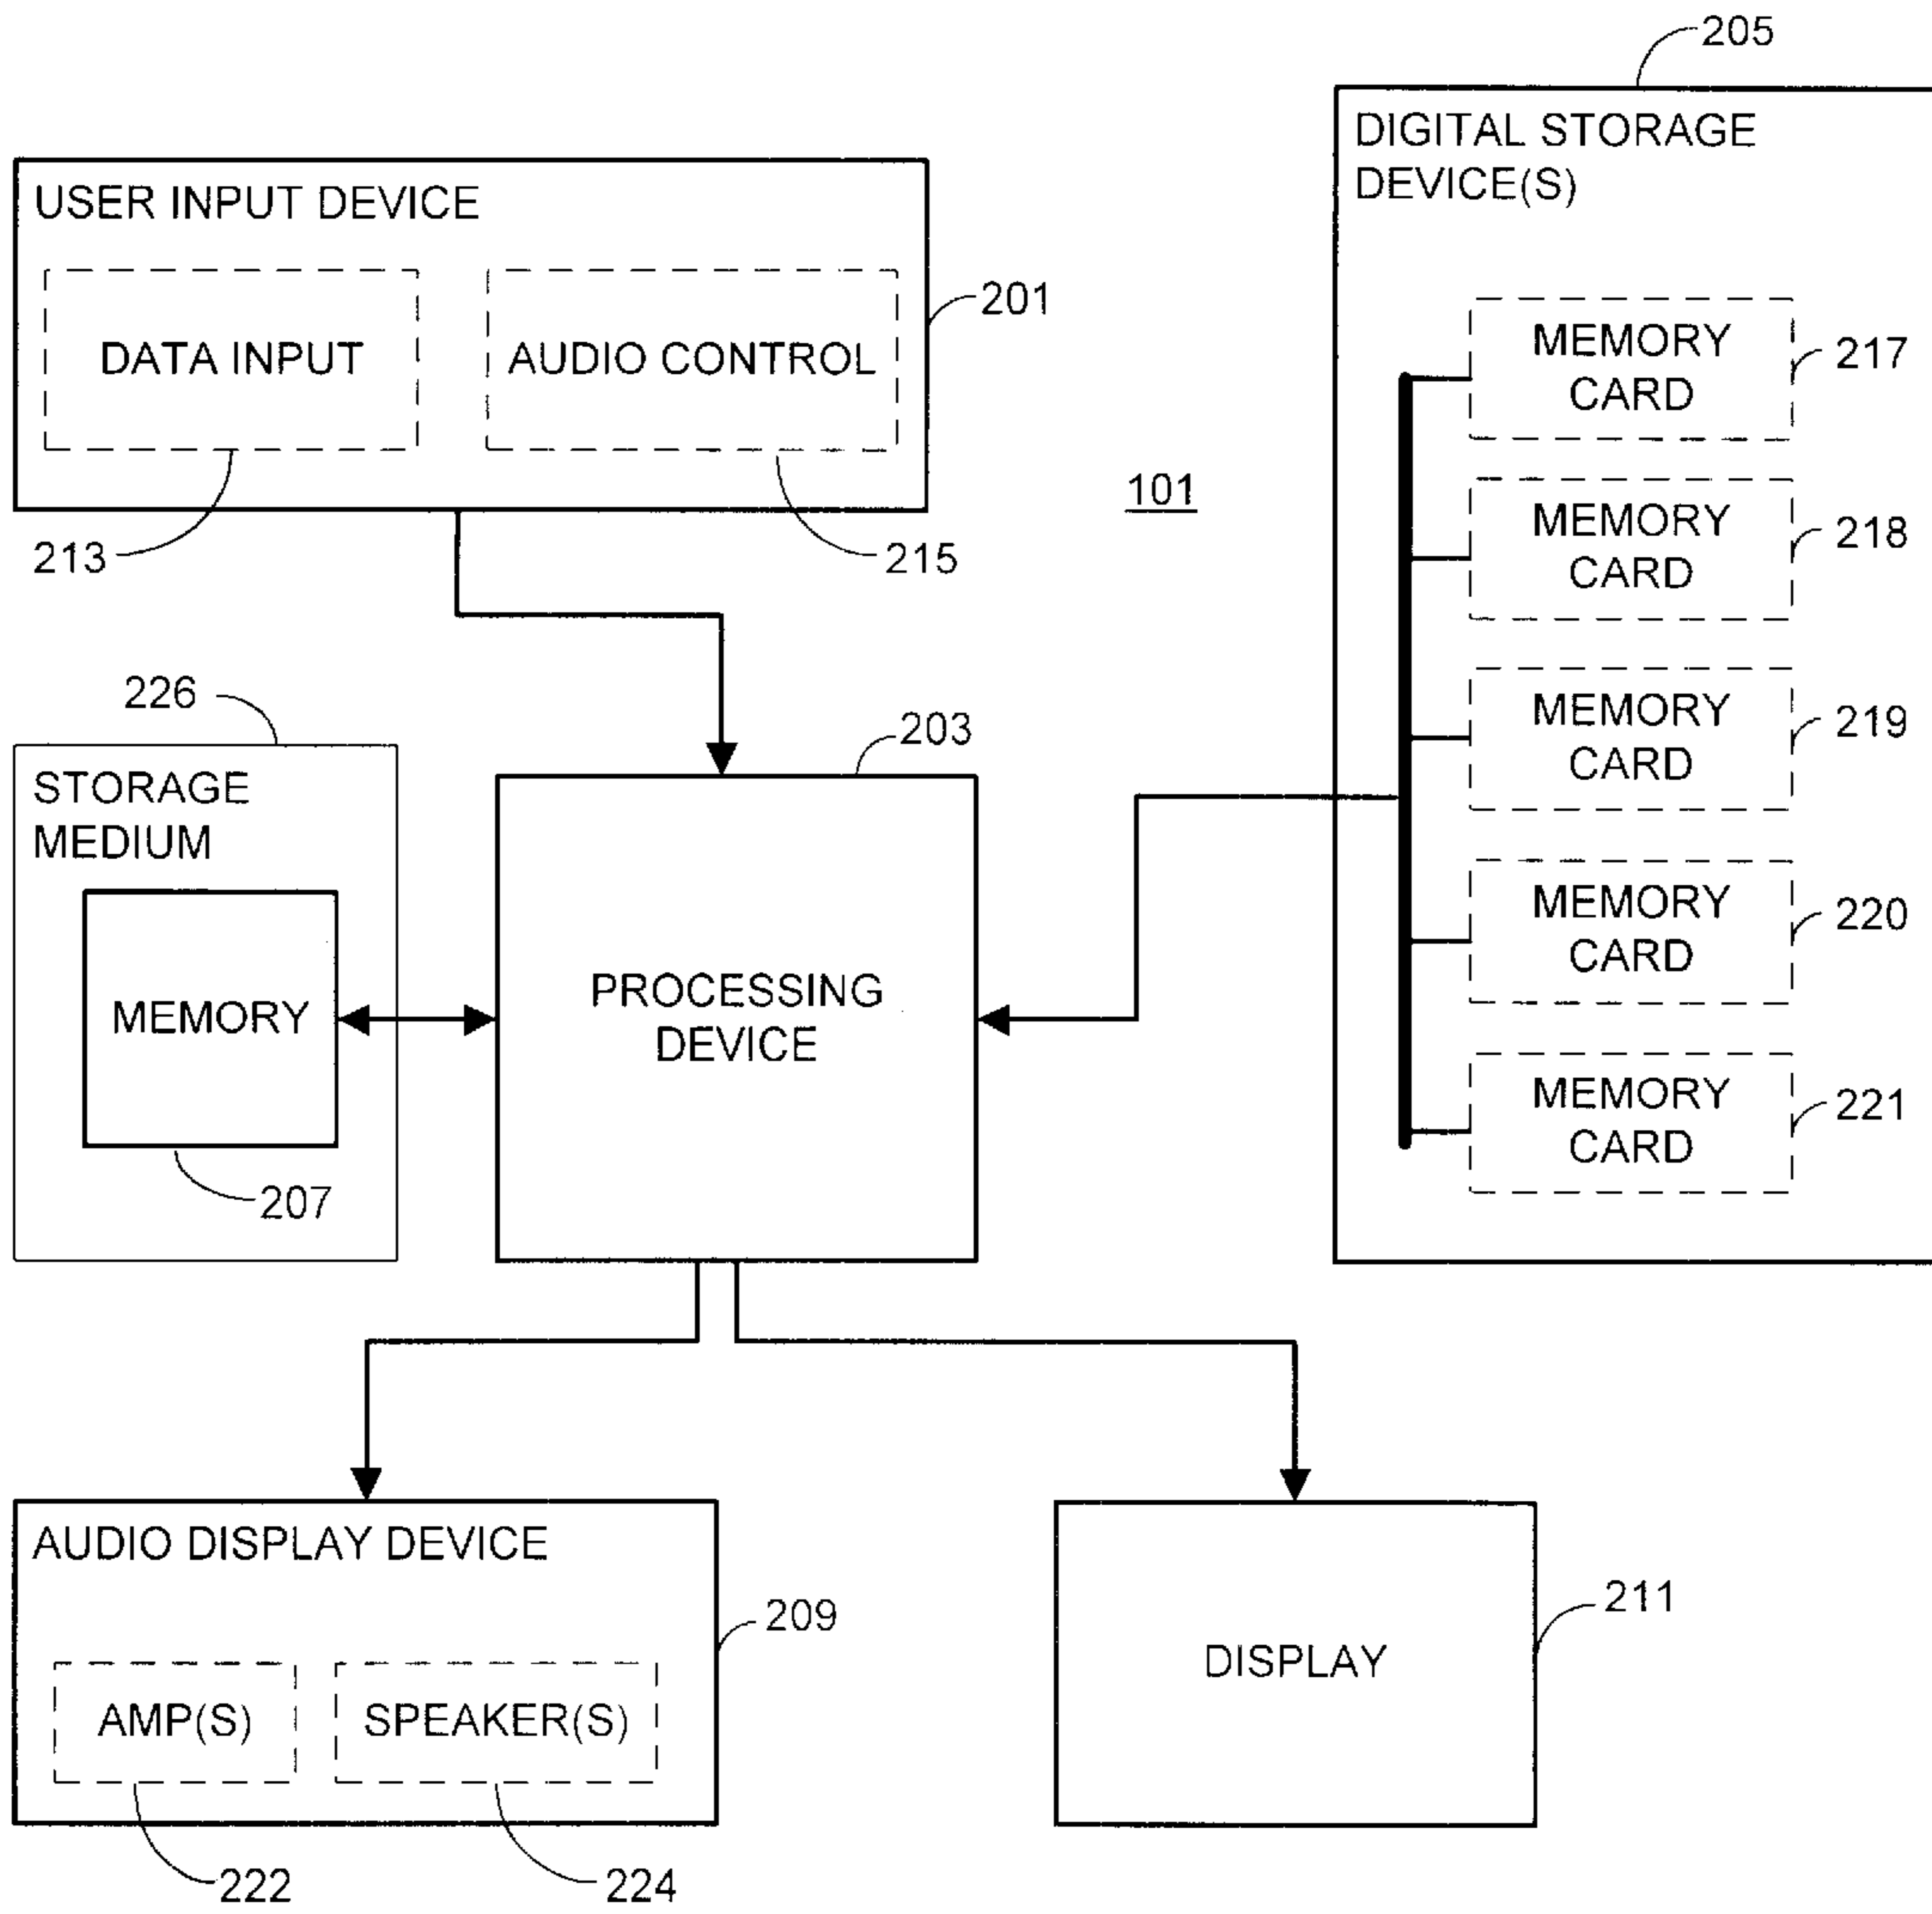 205
DIGITAL STORAGE
DEVICE(S)
USER INPUT DEVICE
201
DATA INPUT
AUDIO CONTROL
213
215
101
MEMORY
CARD
217
MEMORY
CARD
218
MEMORY
CARD
219
MEMORY
CARD
220
MEMORY
CARD
221
226
STORAGE
MEDIUM
MEMORY
207
203
PROCESSING
DEVICE
AUDIO DISPLAY DEVICE
209
AMP(S)
SPEAKER(S)
222
224
DISPLAY
211